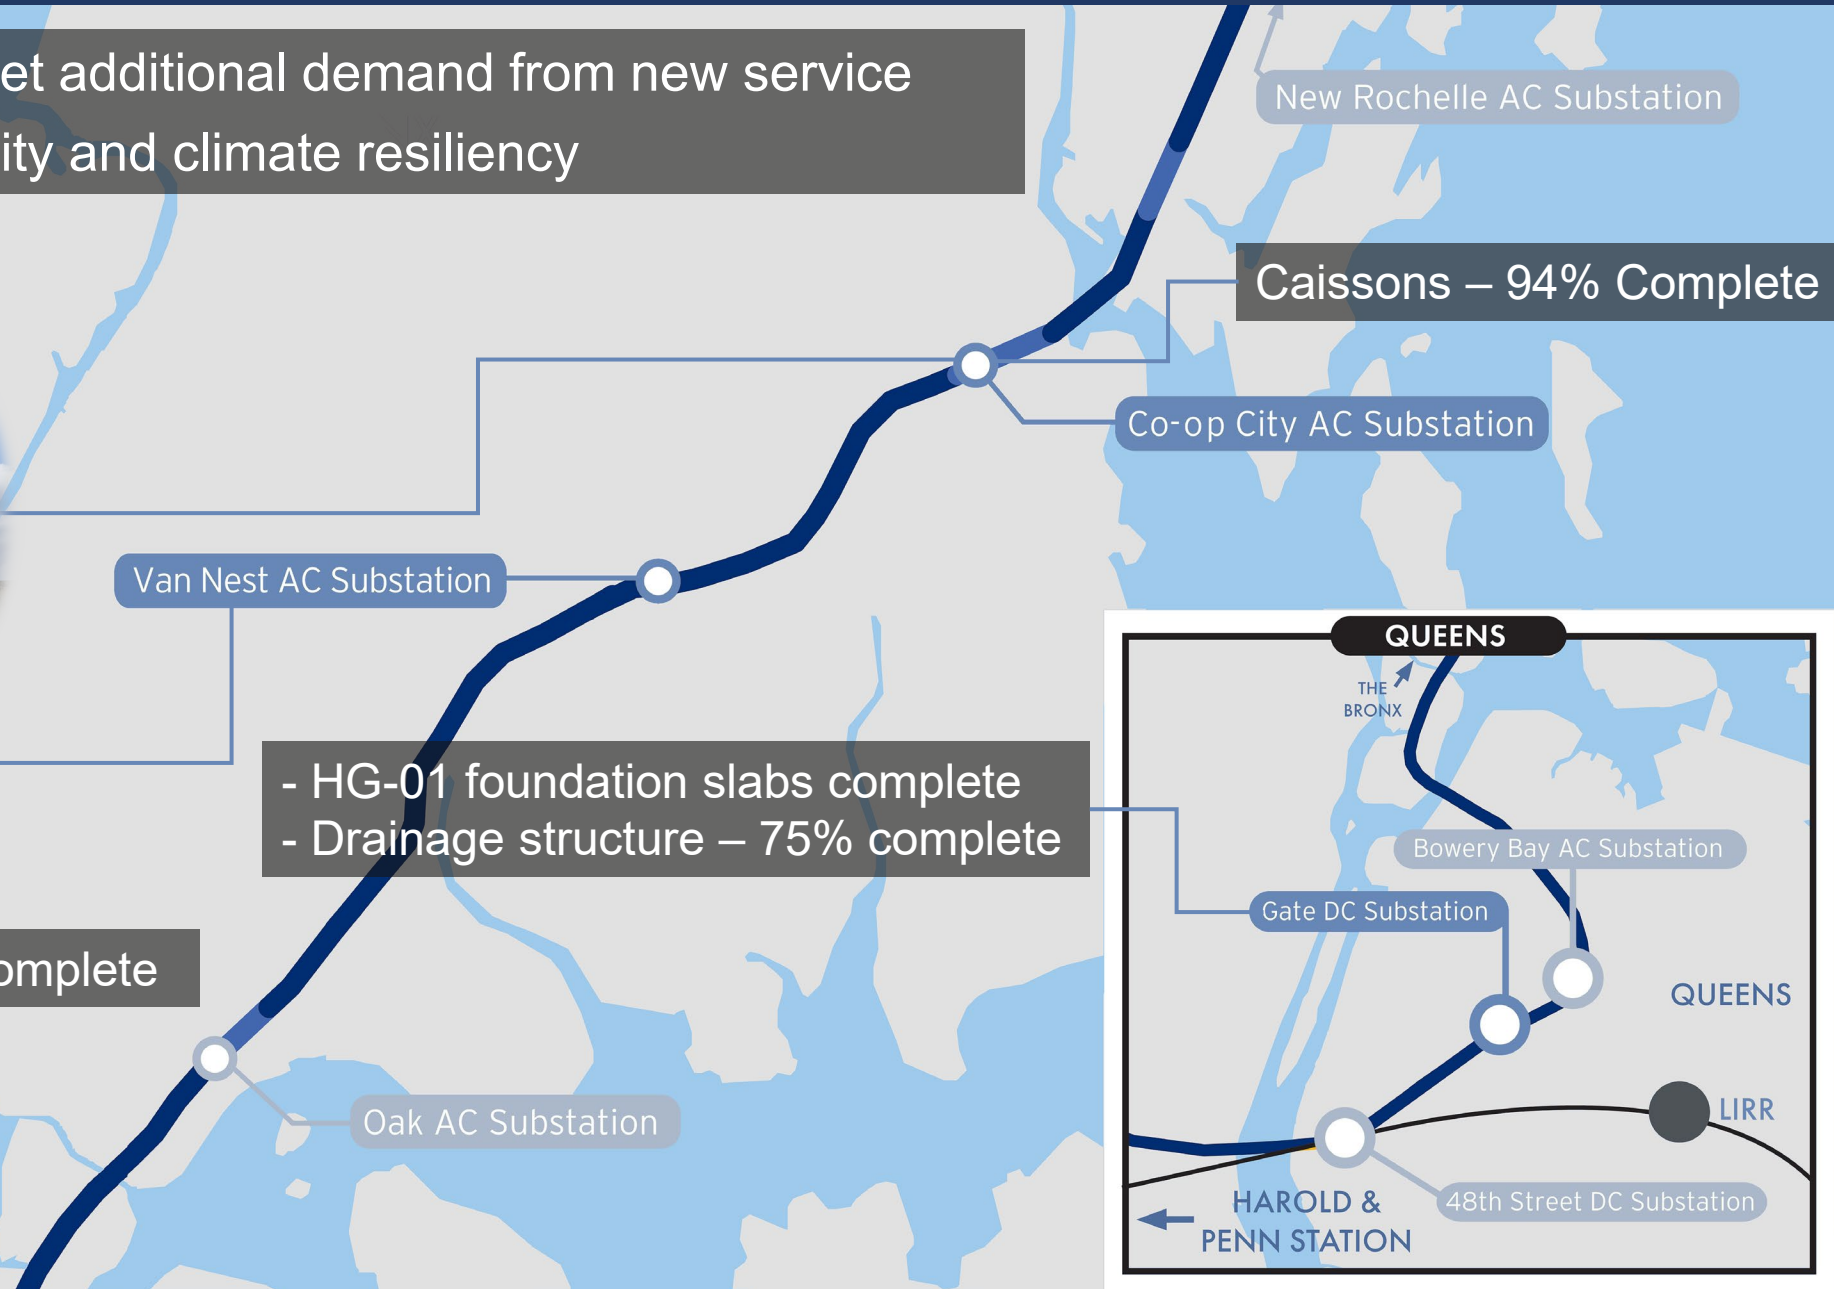 et additional demand from new service
ity and climate resiliency
New Rochelle AC Substation
Caissons – 94% Complete
Co-op City AC Substation
Van Nest AC Substation
- HG-01 foundation slabs complete
- Drainage structure – 75% complete
omplete
Oak AC Substation
QUEENS
THE
BRONX
Bowery Bay AC Substation
Gate DC Substation
QUEENS
LIRR
48th Street DC Substation
HAROLD &
PENN STATION